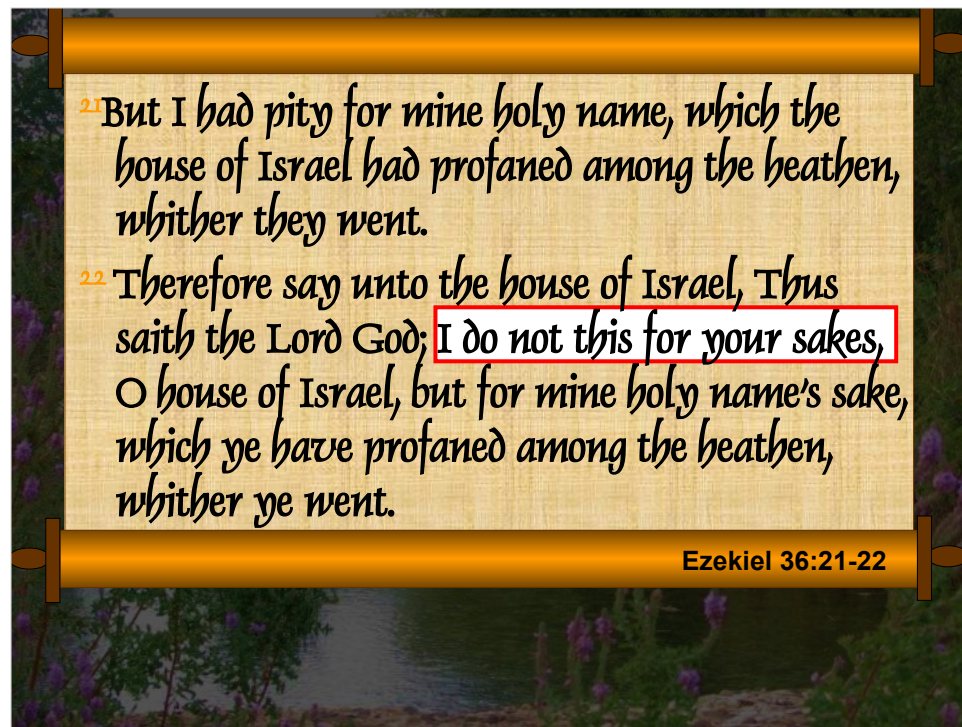 21But I had pity for mine holy name, which the
house of Israel had profaned among the heathen,
whither they went.
22 Therefore say unto the house of Israel, Thus
saith the Lord God; I do not this for your sakes,
O house of Israel, but for mine holy name's sake,
which ye have profaned among the heathen,
whither ye went.
Ezekiel 36:21-22